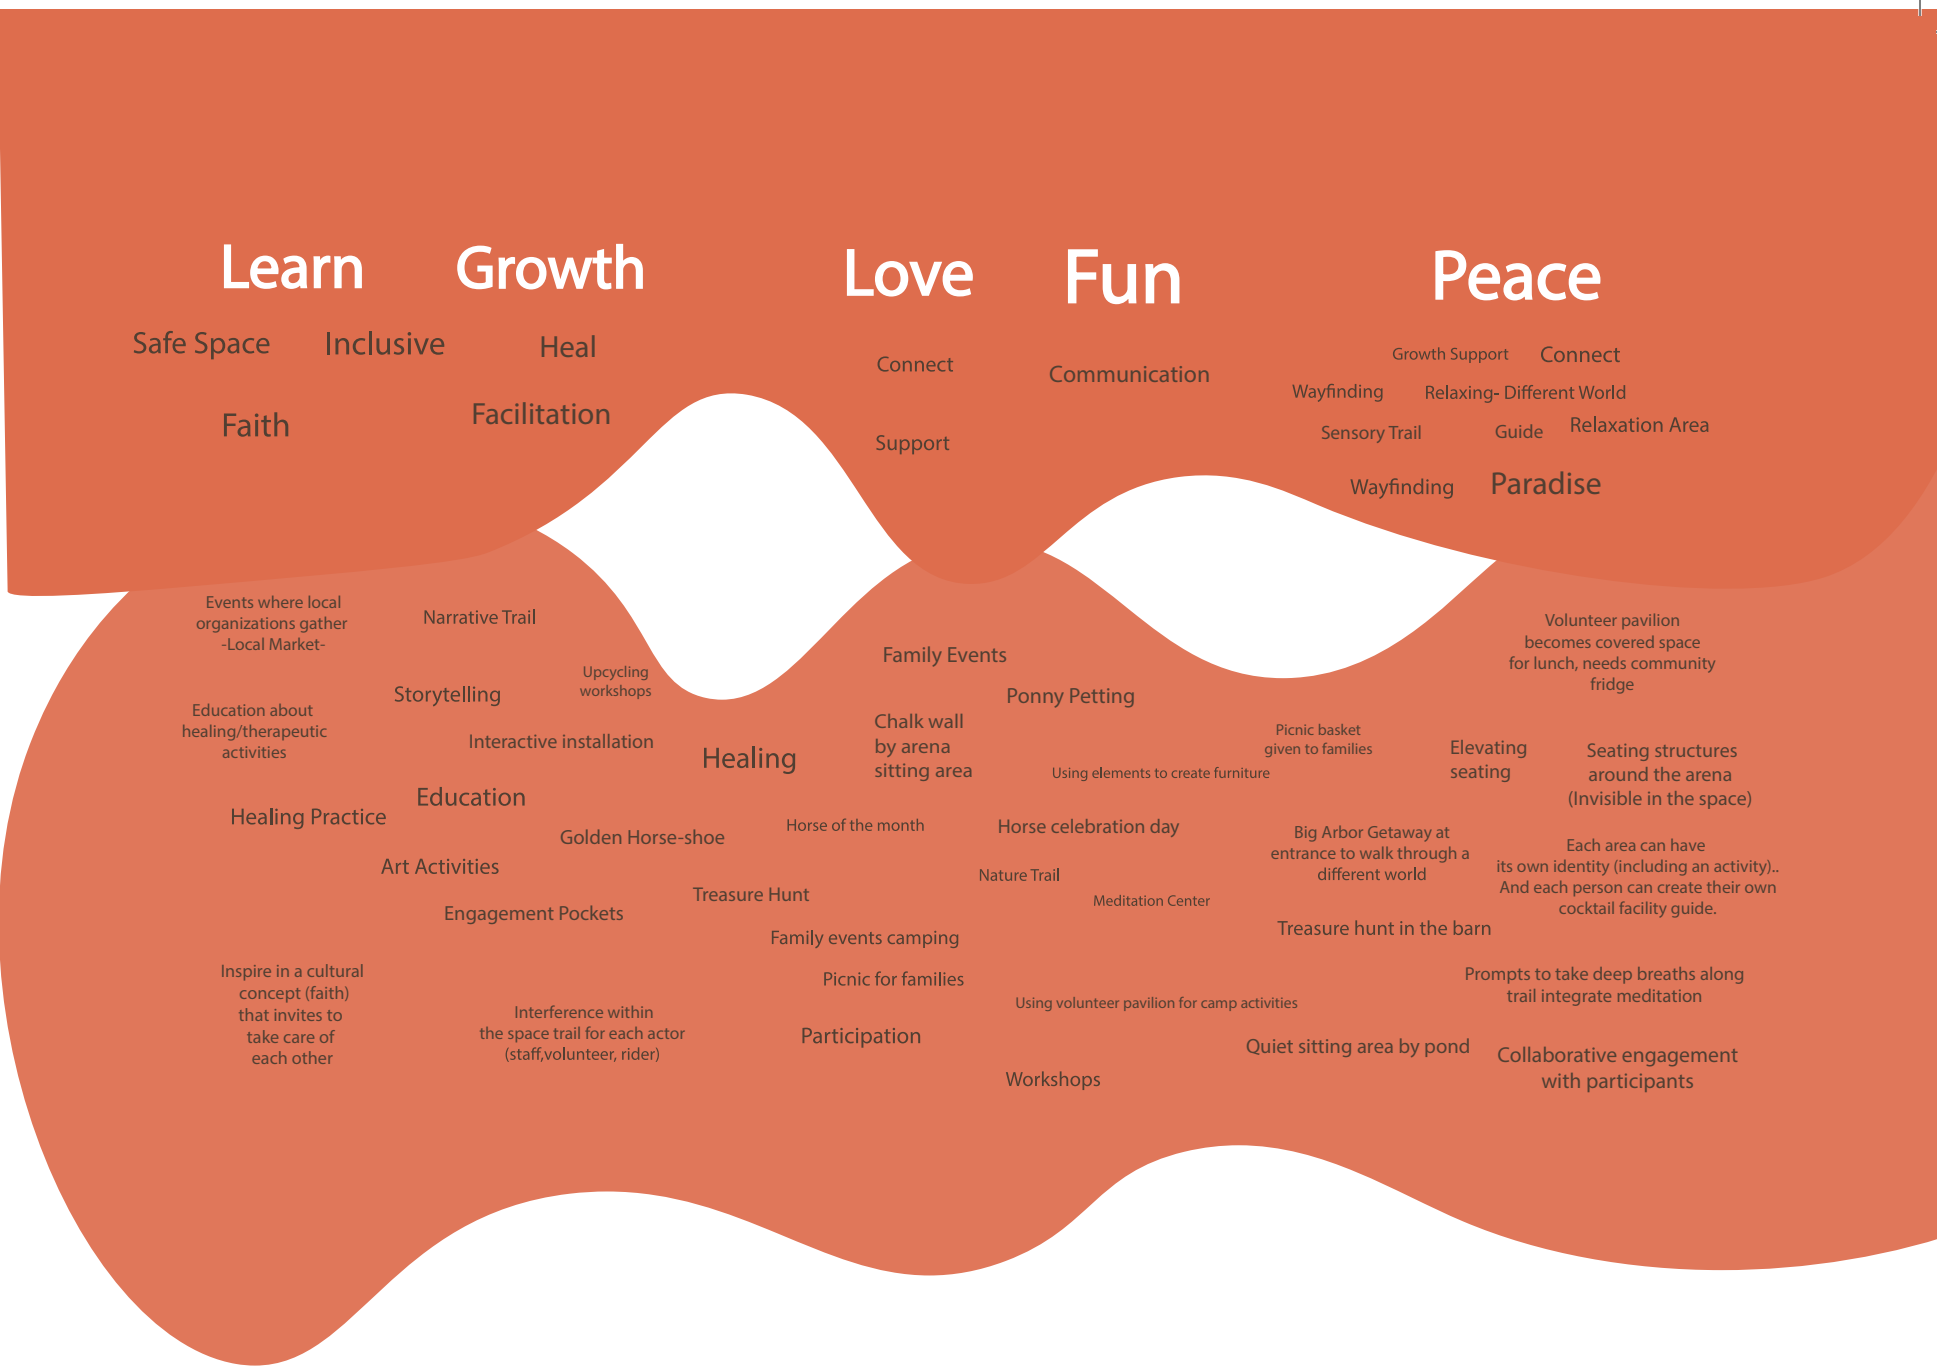 Learn
Growth
Love
Fun
Peace
Safe Space
Inclusive
Heal
Faith
Facilitation
Connect
Support
Communication
Growth Support
Connect
Wayfinding
Relaxing- Different World
Sensory Trail
Guide
Relaxation Area
Wayfinding
Paradise
Events where local
organizations gather
-Local Market-
Narrative Trail
Upcycling
workshops
Storytelling
Education about
healing/therapeutic
activities
Interactive installation
Healing
Education
Healing Practice
Golden Horse-shoe
Art Activities
Treasure Hunt
Engagement Pockets
Inspire in a cultural
concept (faith)
that invites to
take care of
each other
Interference within
the space trail for each actor
(staff,volunteer, rider)
Family Events
Ponny Petting
Chalk wall
by arena
sitting area
Using elements to create furniture
Horse of the month
Horse celebration day
Nature Trail
Meditation Center
Family events camping
Picnic for families
Using volunteer pavilion for camp activities
Participation
Workshops
Volunteer pavilion
becomes covered space
for lunch, needs community
fridge
Picnic basket
given to families
Elevating
seating
Seating structures
around the arena
(Invisible in the space)
Big Arbor Getaway at
entrance to walk through a
different world
Each area can have
its own identity (including an activity)..
And each person can create their own
cocktail facility guide.
Treasure hunt in the barn
Prompts to take deep breaths along
trail integrate meditation
Quiet sitting area by pond
Collaborative engagement
with participants